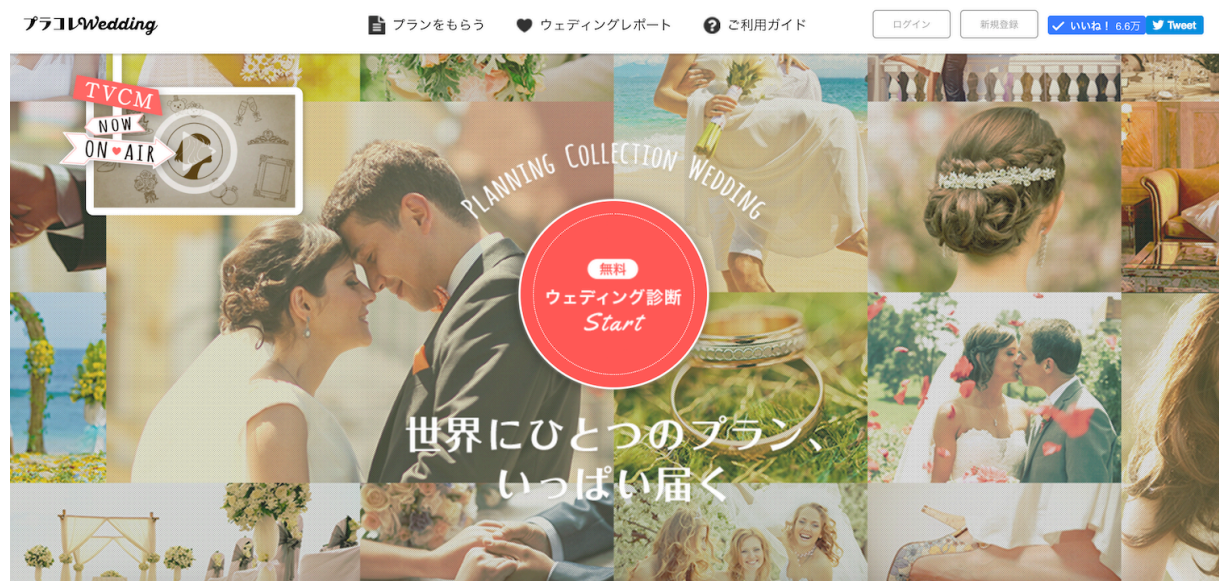 プラコレWedding
プランをもらう
ウェディングレポート
ご利用ガイド
ログイン
新規登録
いいね！ 6.6万
Tweet
TVCM
NOW
ON AIR
PLANNING COLLECTION WEDDING
無料
ウェディング診断
Start
世界にひとつのプラン、
いっぱい届く